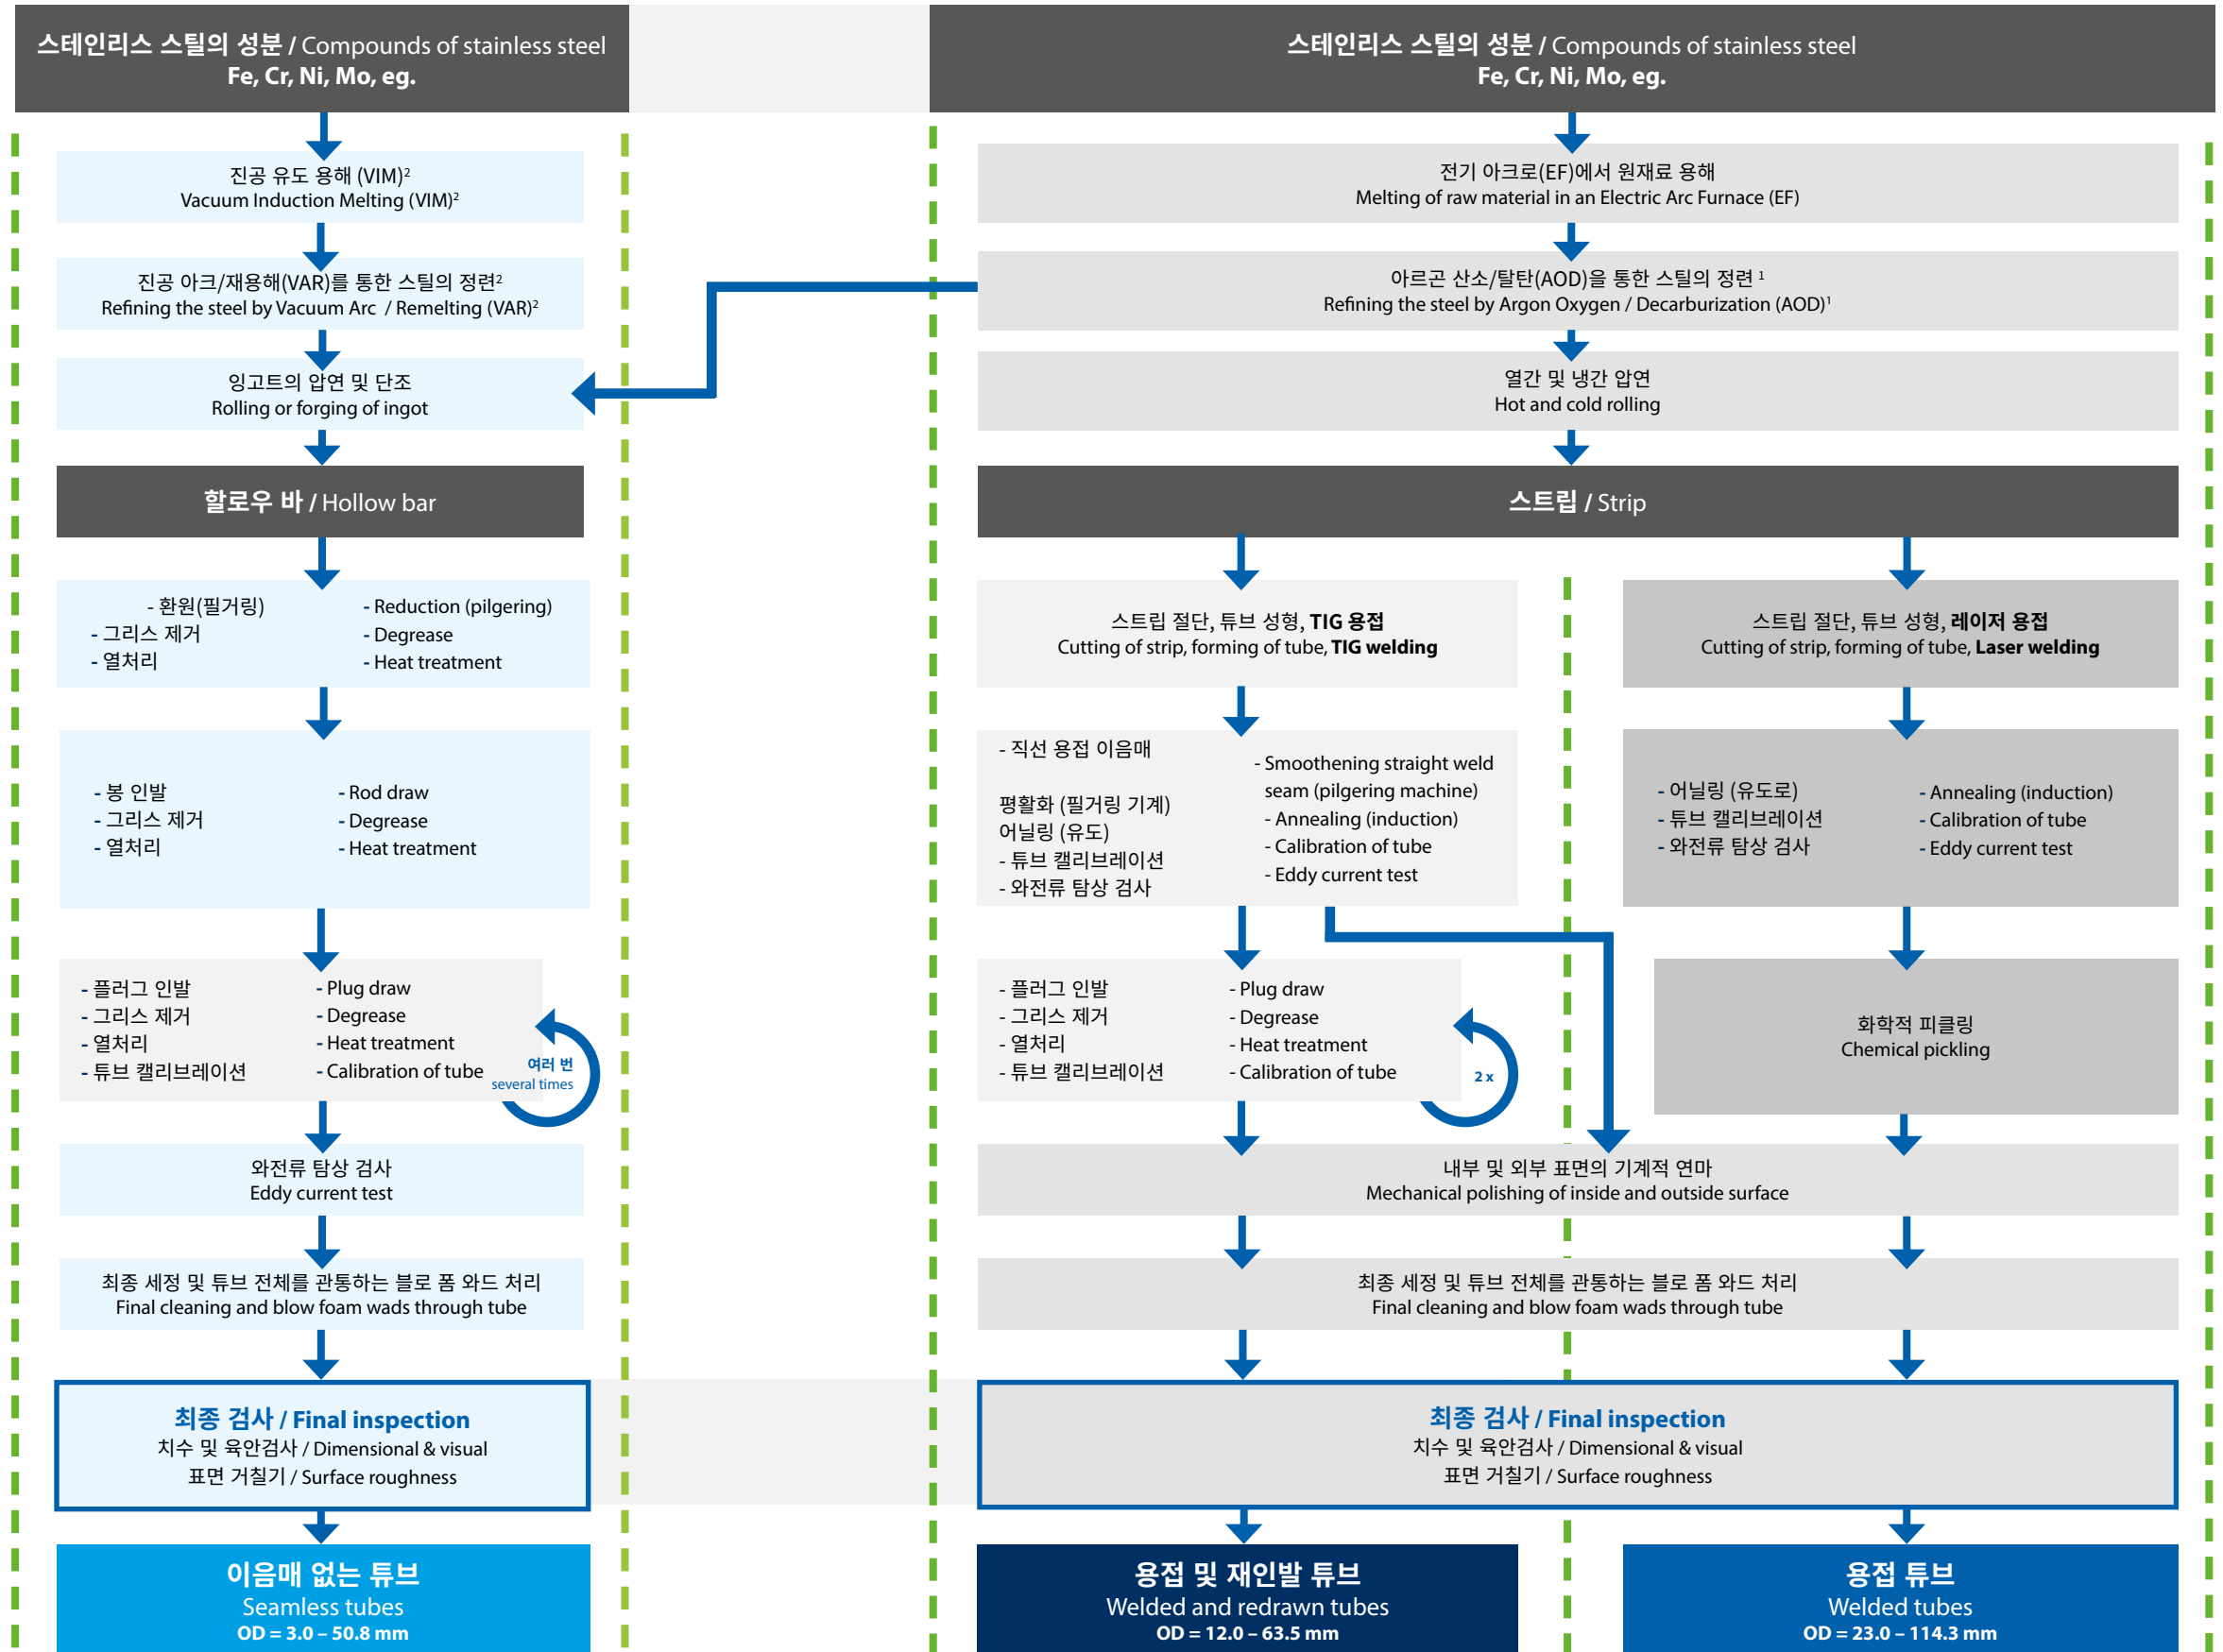 스테인리스 스틸의 성분 / Compounds of stainless steel
Fe, Cr, Ni, Mo, eg.
진공 유도 용해 (VIM)²
Vacuum Induction Melting (VIM)²
진공 아크/재용해(VAR)를 통한 스틸의 정련²
Refining the steel by Vacuum Arc / Remelting (VAR)²
잉고트의 압연 및 단조
Rolling or forging of ingot
할로우 바 / Hollow bar
- 환원(필거링)
- 그리스 제거
- 열처리
- Reduction (pilgering)
- Degrease
- Heat treatment
- 봉 인발
- 그리스 제거
- 열처리
- Rod draw
- Degrease
- Heat treatment
- 플러그 인발
- 그리스 제거
- 열처리
- 튜브 캘리브레이션
- Plug draw
- Degrease
- Heat treatment
- Calibration of tube
여러 번
several times
와전류 탐상 검사
Eddy current test
최종 세정 및 튜브 전체를 관통하는 블로 폼 와드 처리
Final cleaning and blow foam wads through tube
최종 검사 / Final inspection
치수 및 육안검사 / Dimensional & visual
표면 거칠기 / Surface roughness
이음매 없는 튜브
Seamless tubes
OD = 3.0 – 50.8 mm
스테인리스 스틸의 성분 / Compounds of stainless steel
Fe, Cr, Ni, Mo, eg.
전기 아크로(EF)에서 원재료 용해
Melting of raw material in an Electric Arc Furnace (EF)
아르곤 산소/탈탄(AOD)을 통한 스틸의 정련 ¹
Refining the steel by Argon Oxygen / Decarburization (AOD)¹
열간 및 냉간 압연
Hot and cold rolling
스트립 / Strip
스트립 절단, 튜브 성형, TIG 용접
Cutting of strip, forming of tube, TIG welding
- 직선 용접 이음매
평활화 (필거링 기계)
어닐링 (유도)
- 튜브 캘리브레이션
- 와전류 탐상 검사
- Smoothening straight weld
seam (pilgering machine)
- Annealing (induction)
- Calibration of tube
- Eddy current test
- 플러그 인발
- 그리스 제거
- 열처리
- 튜브 캘리브레이션
- Plug draw
- Degrease
- Heat treatment
- Calibration of tube
2 x
스트립 절단, 튜브 성형, 레이저 용접
Cutting of strip, forming of tube, Laser welding
- 어닐링 (유도로)
- 튜브 캘리브레이션
- 와전류 탐상 검사
- Annealing (induction)
- Calibration of tube
- Eddy current test
화학적 피클링
Chemical pickling
내부 및 외부 표면의 기계적 연마
Mechanical polishing of inside and outside surface
최종 세정 및 튜브 전체를 관통하는 블로 폼 와드 처리
Final cleaning and blow foam wads through tube
최종 검사 / Final inspection
치수 및 육안검사 / Dimensional & visual
표면 거칠기 / Surface roughness
용접 및 재인발 튜브
Welded and redrawn tubes
OD = 12.0 – 63.5 mm
용접 튜브
Welded tubes
OD = 23.0 – 114.3 mm